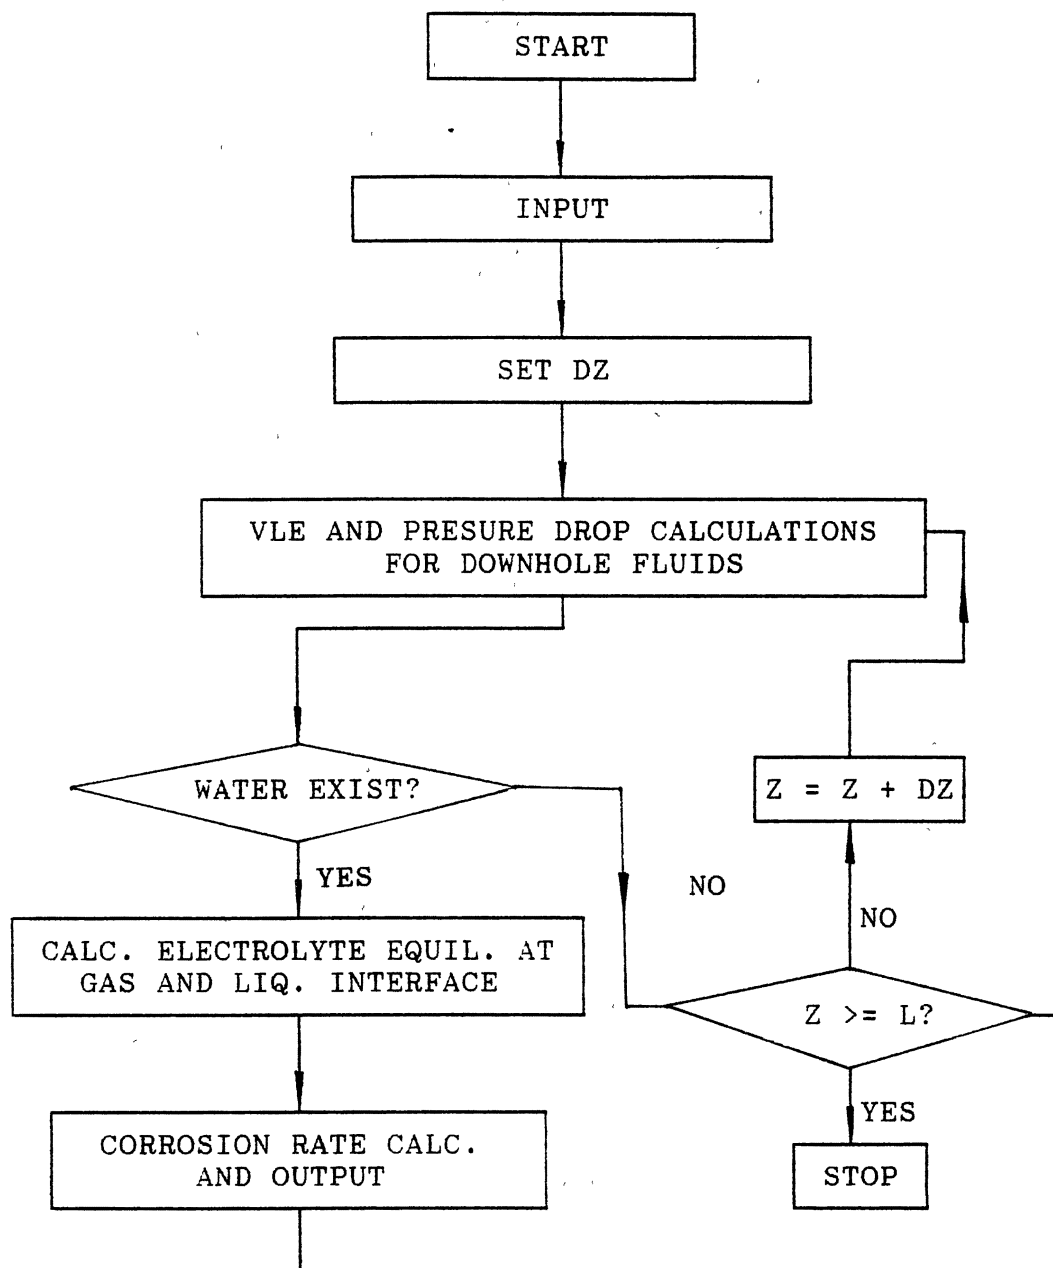 START
INPUT
SET DZ
VLE AND PRESURE DROP CALCULATIONS
FOR DOWNHOLE FLUIDS
WATER EXIST?
Z = Z + DZ
YES
NO
NO
CALC. ELECTROLYTE EQUIL. AT
GAS AND LIQ. INTERFACE
Z >= L?
YES
CORROSION RATE CALC.
AND OUTPUT
STOP